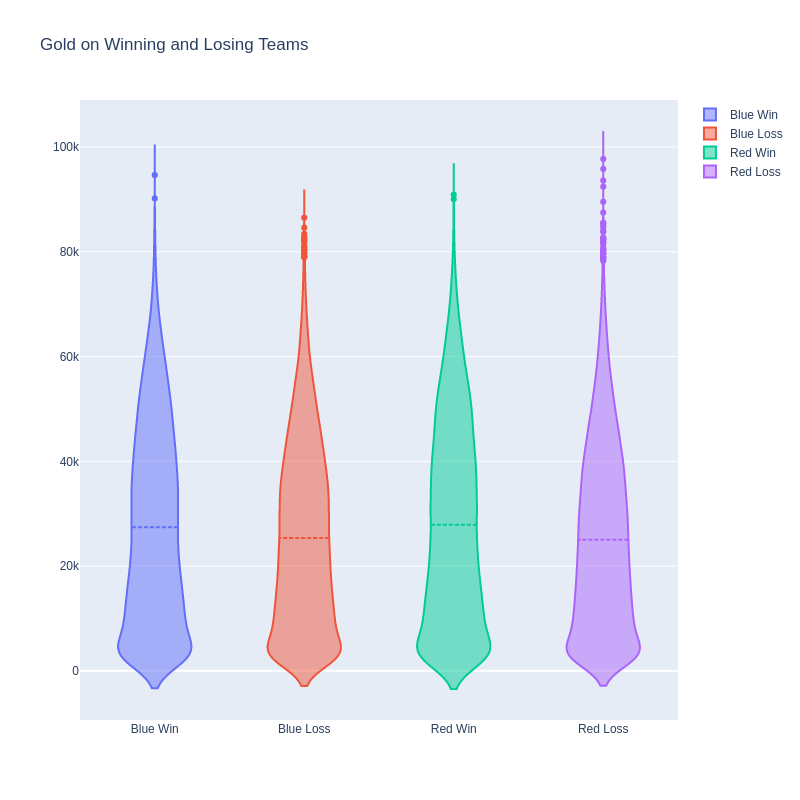 Gold on Winning and Losing Teams
100k
80k
60k
40k
20k
0
Blue Win
Blue Loss
Red Win
Red Loss
Blue Win
Blue Loss
Red Win
Red Loss